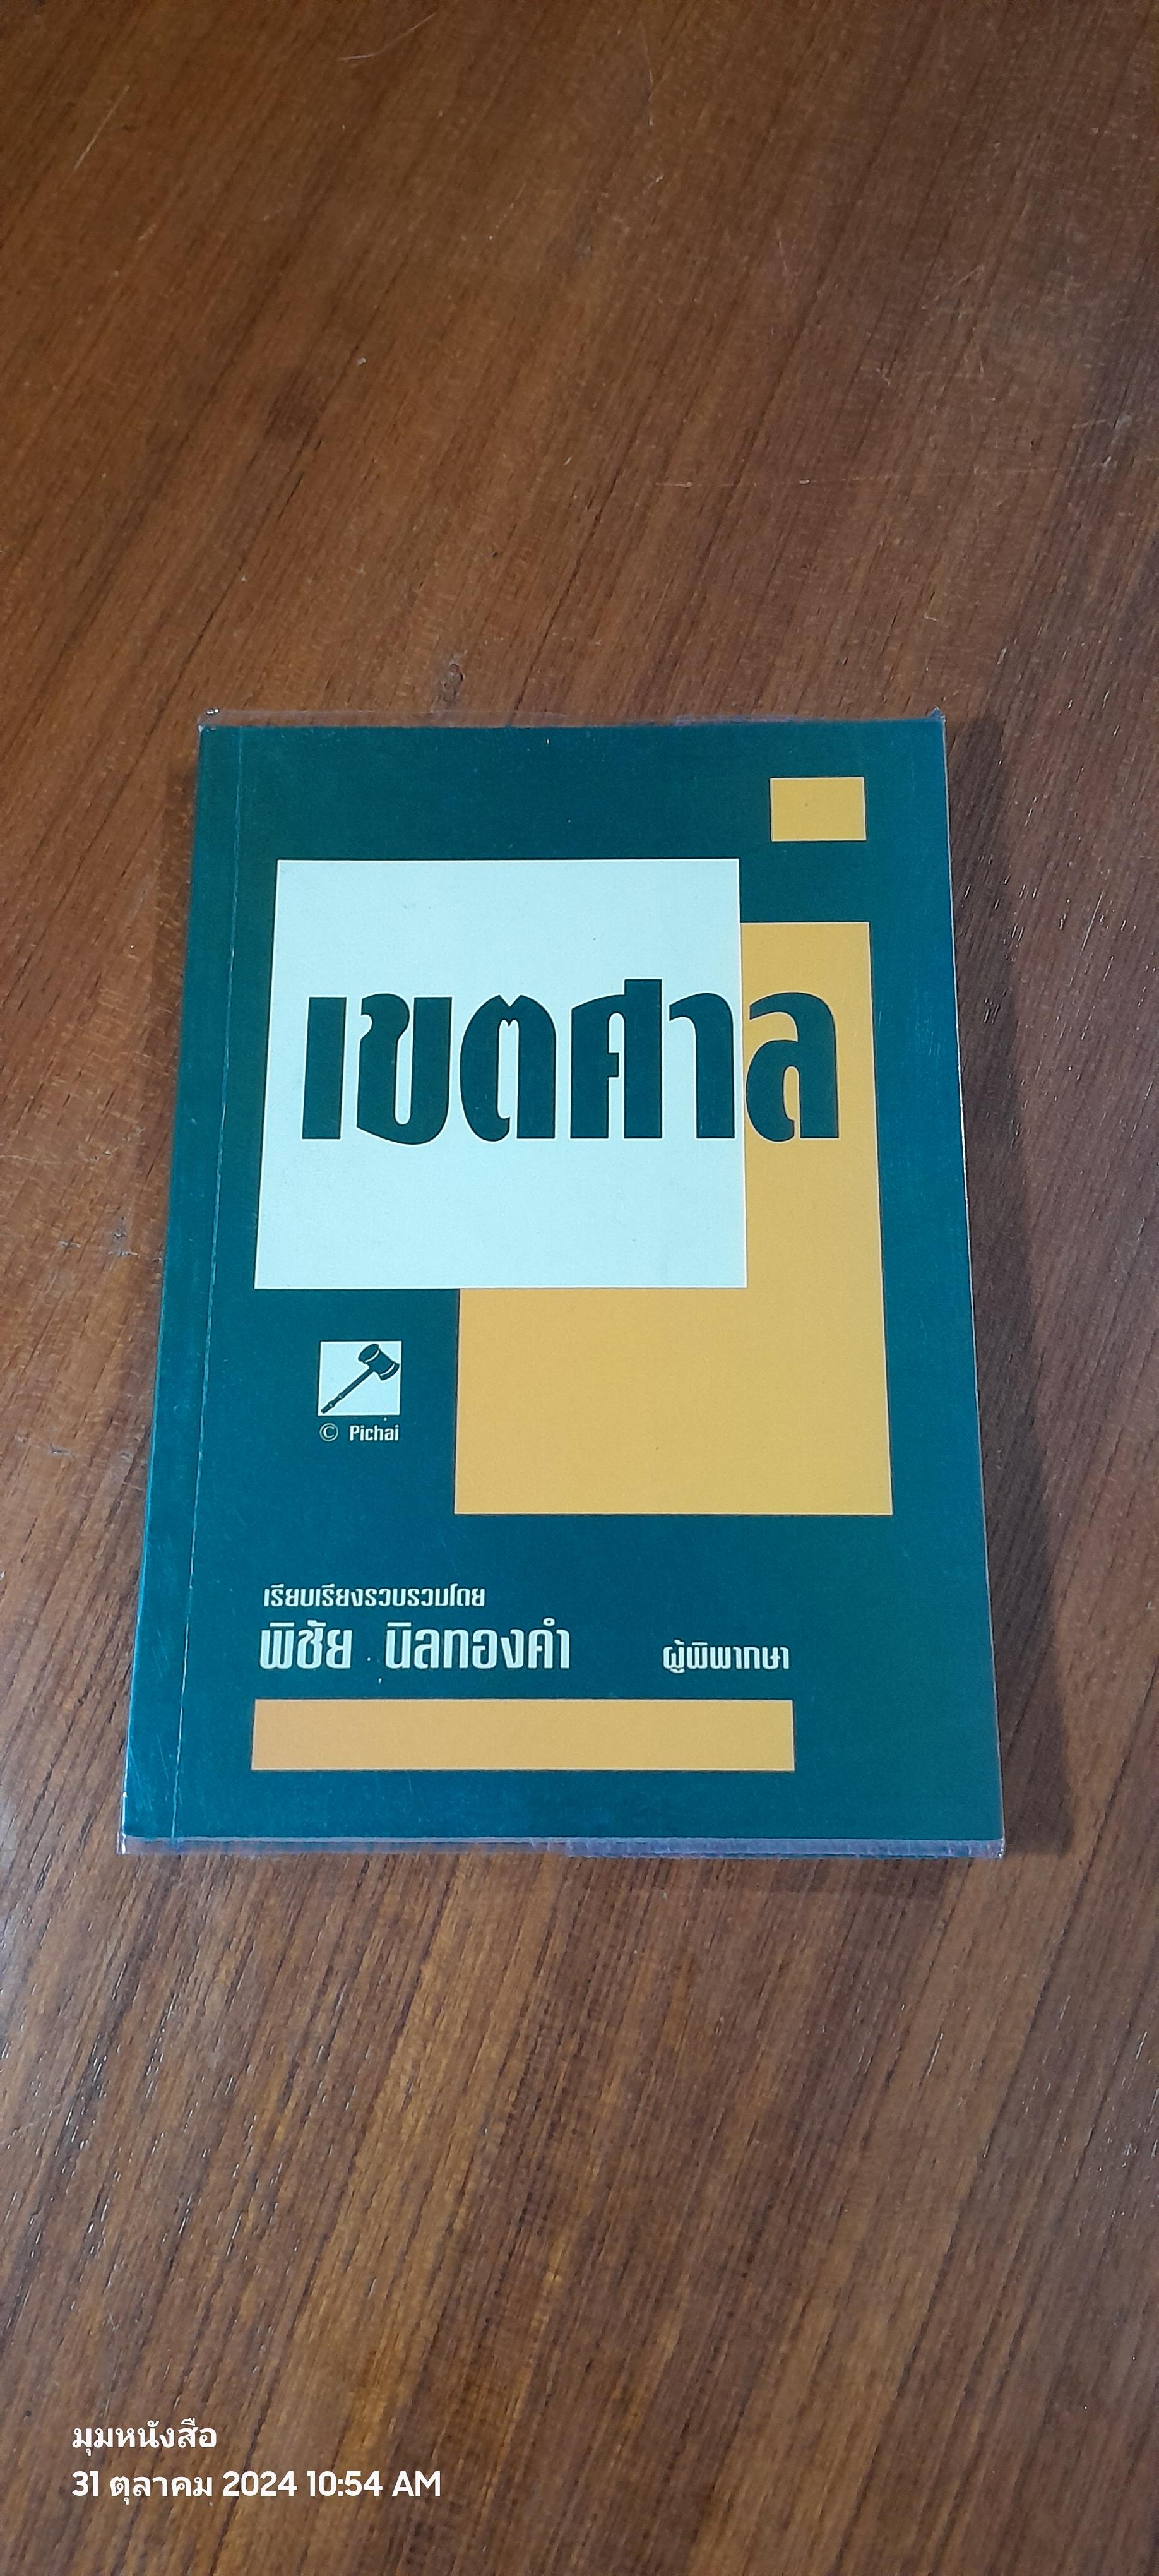 เขตศาล
© Pichai
เรียบเรียงรวบรวมโดย
พิชัย นิลทองคำ ผู้พิพากษา
มุมหนังสือ
31 ตุลาคม 2024 10:54 AM